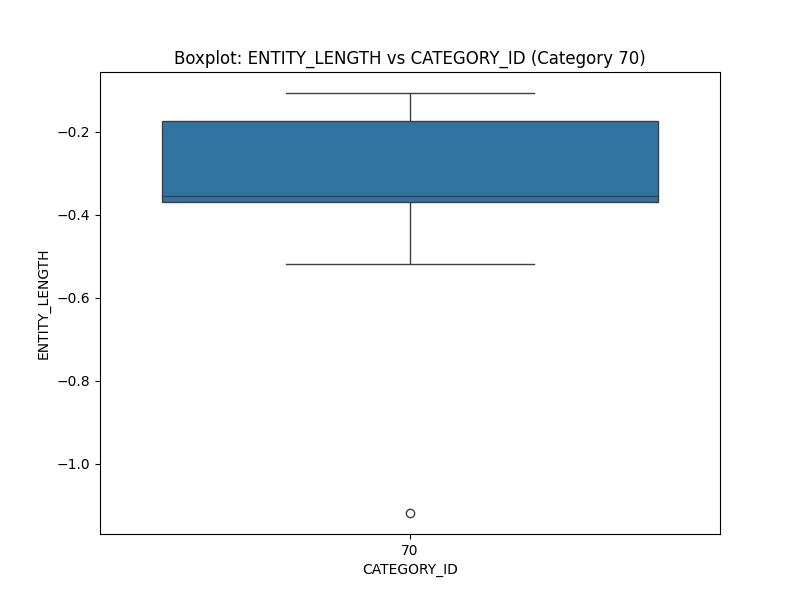 Boxplot: ENTITY_LENGTH vs CATEGORY_ID (Category 70)
ENTITY_LENGTH
−0.2
−0.4
−0.6
−0.8
−1.0
70
CATEGORY_ID